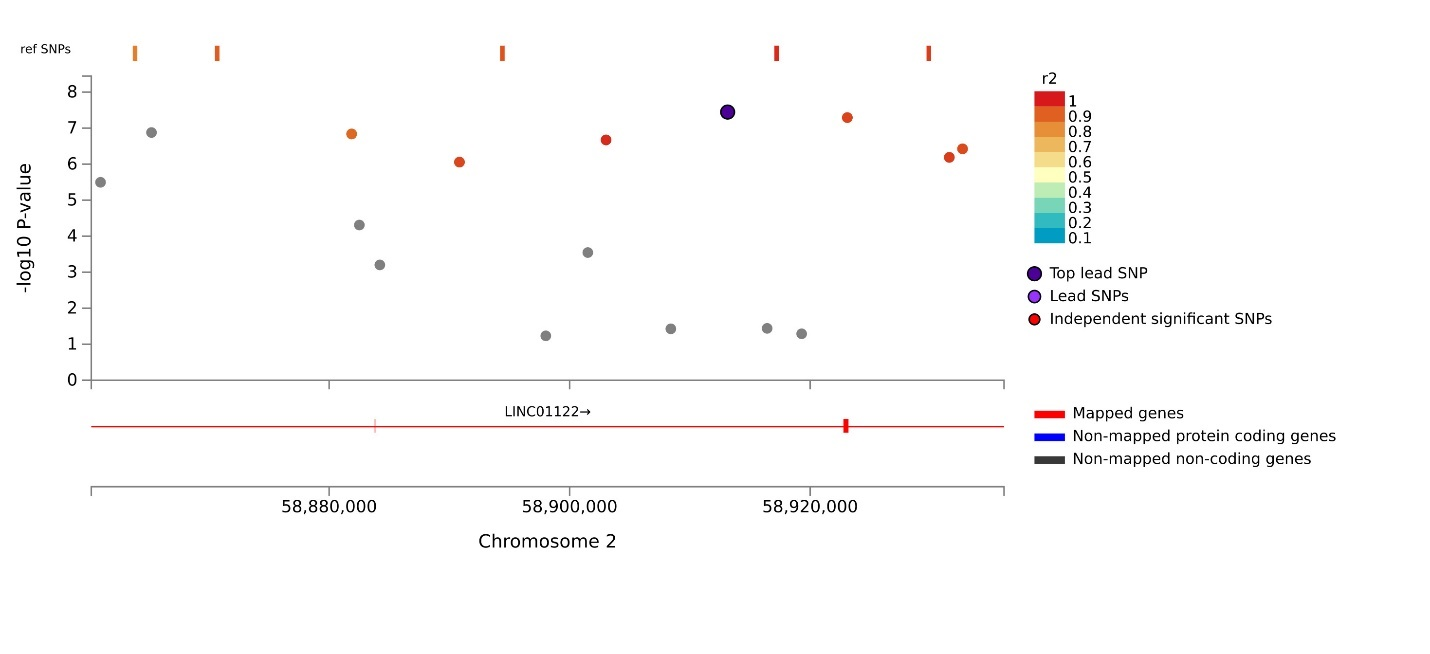 ref SNPs
8
7
6
5
4
3
2
1
0
-log10 P-value
r2
1
0.9
0.8
0.7
0.6
0.5
0.4
0.3
0.2
0.1
Top lead SNP
Lead SNPs
Independent significant SNPs
LINC01122→
Mapped genes
Non-mapped protein coding genes
Non-mapped non-coding genes
58,880,000 58,900,000 58,920,000
Chromosome 2